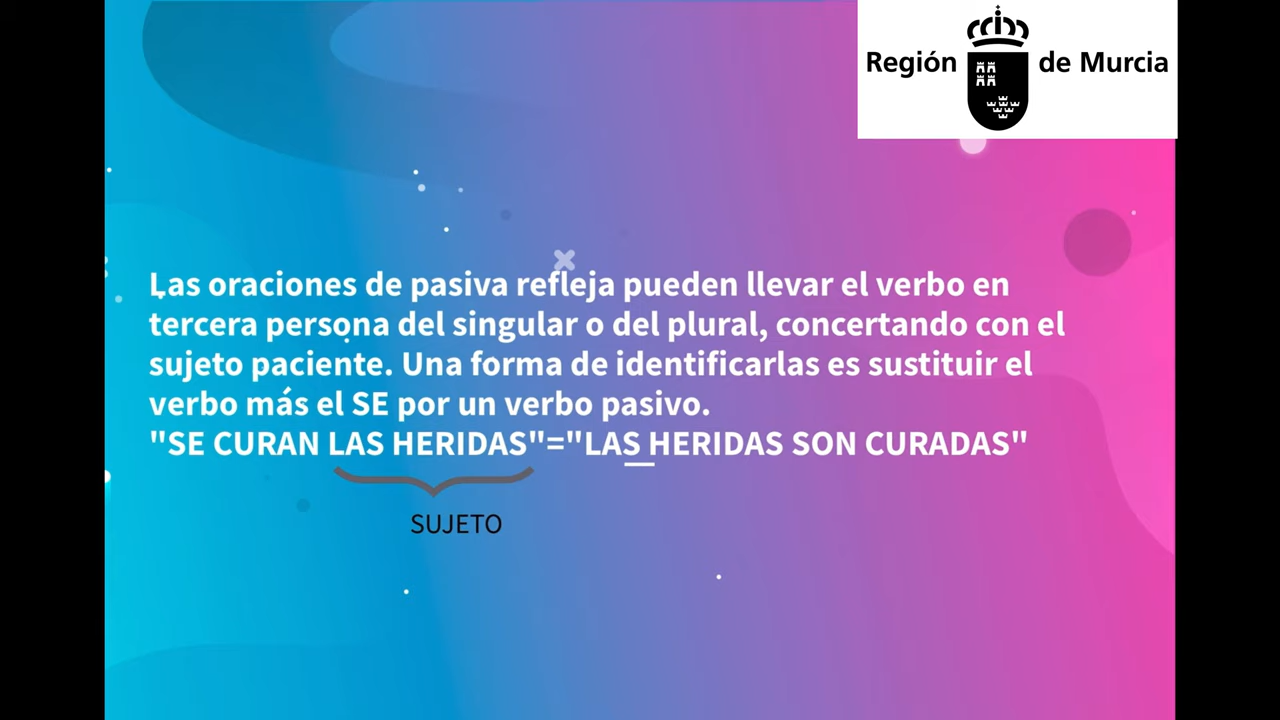 Región de Murcia
Las oraciones de pasiva refleja pueden llevar el verbo en
tercera persona del singular o del plural, concertando con el
sujeto paciente. Una forma de identificarlas es sustituir el
verbo más el SE por un verbo pasivo.
"SE CURAN LAS HERIDAS"="LAS HERIDAS SON CURADAS"
SUJETO